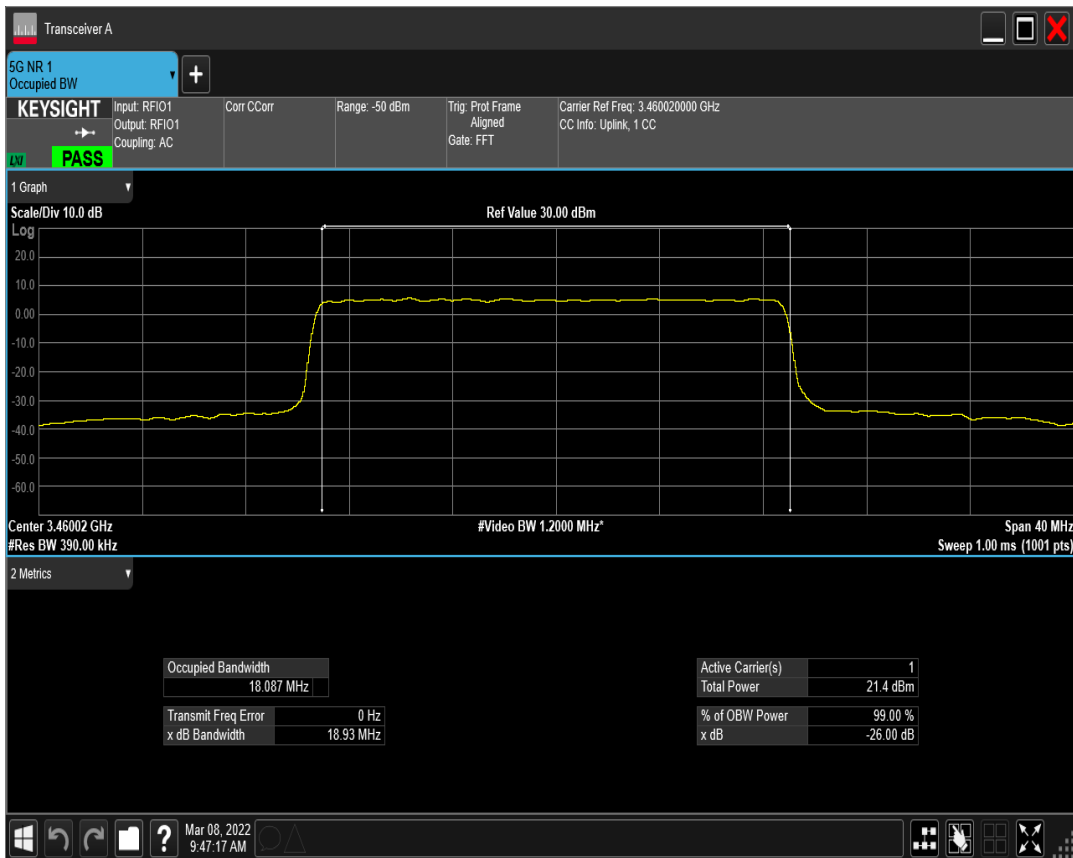 Transceiver A
5G NR 1
Occupied BW
+
KEYSIGHT
LXI
PASS
Input: RFIO1
Output: RFIO1
Coupling: AC
Corr CCorr
Range: -50 dBm
Trig: Prot Frame
Aligned
Gate: FFT
Carrier Ref Freq: 3.460020000 GHz
CC Info: Uplink, 1 CC
1 Graph
Scale/Div 10.0 dB
Ref Value 30.00 dBm
Log
20.0
10.0
0.00
-10.0
-20.0
-30.0
-40.0
-50.0
-60.0
Center 3.46002 GHz
#Video BW 1.2000 MHz*
Span 40 MHz
#Res BW 390.00 kHz
Sweep 1.00 ms (1001 pts)
2 Metrics
Occupied Bandwidth
18.087 MHz
Transmit Freq Error 0 Hz
x dB Bandwidth 18.93 MHz
Active Carrier(s) 1
Total Power 21.4 dBm
% of OBW Power 99.00 %
x dB -26.00 dB
?
Mar 08, 2022
9:47:17 AM